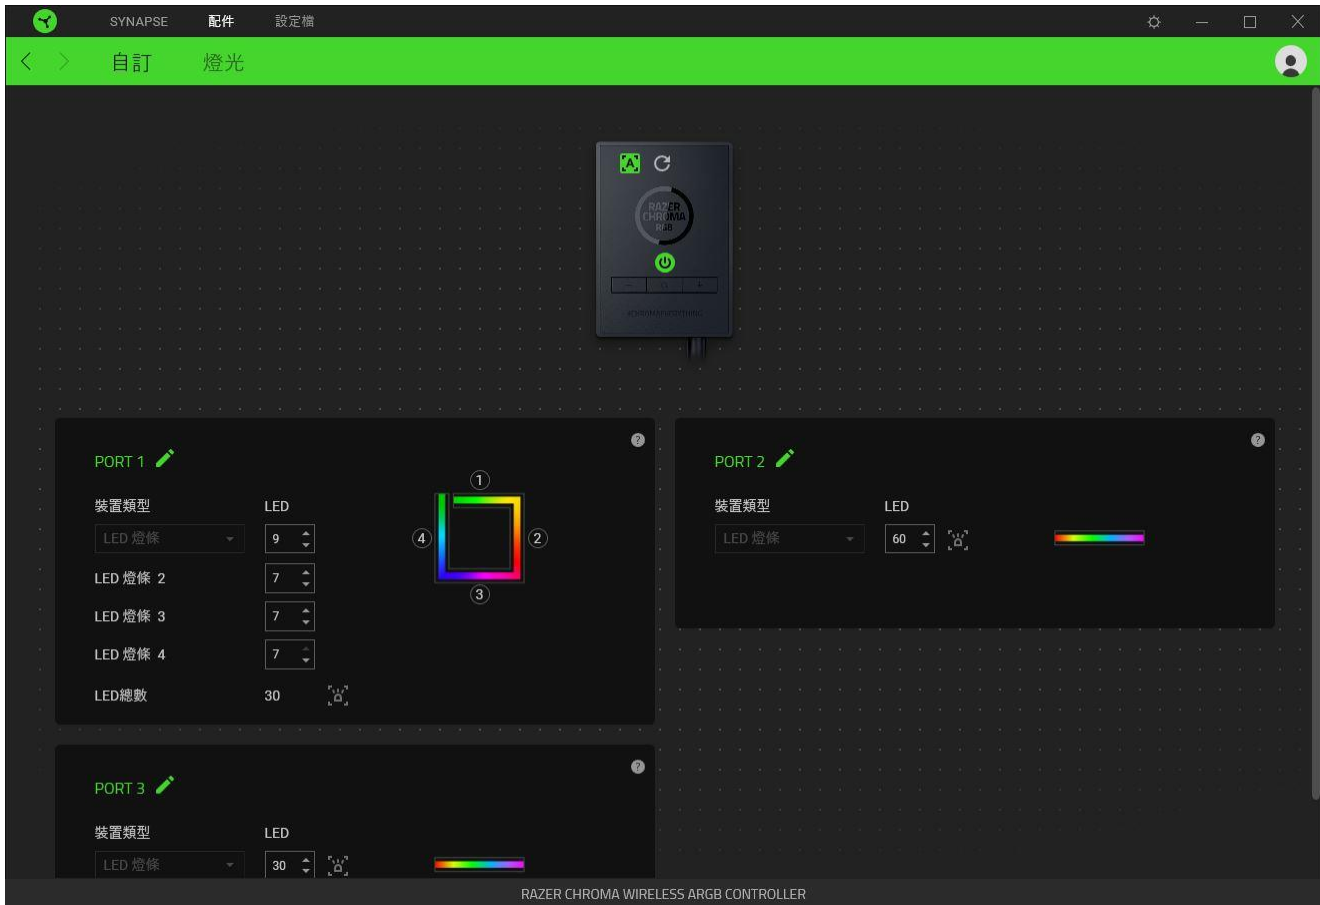 SYNAPSE 配件 設定檔
自訂 燈光
A
RAZER
CHROMA
RGB
PORT 1
?
裝置類型 LED
LED 燈條 9
LED 燈條 2 7
LED 燈條 3 7
LED 燈條 4 7
LED總數 30
1
2
3
4
PORT 2
?
裝置類型 LED
LED 燈條 60
PORT 3
?
裝置類型 LED
LED 燈條 30
RAZER CHROMA WIRELESS ARGB CONTROLLER